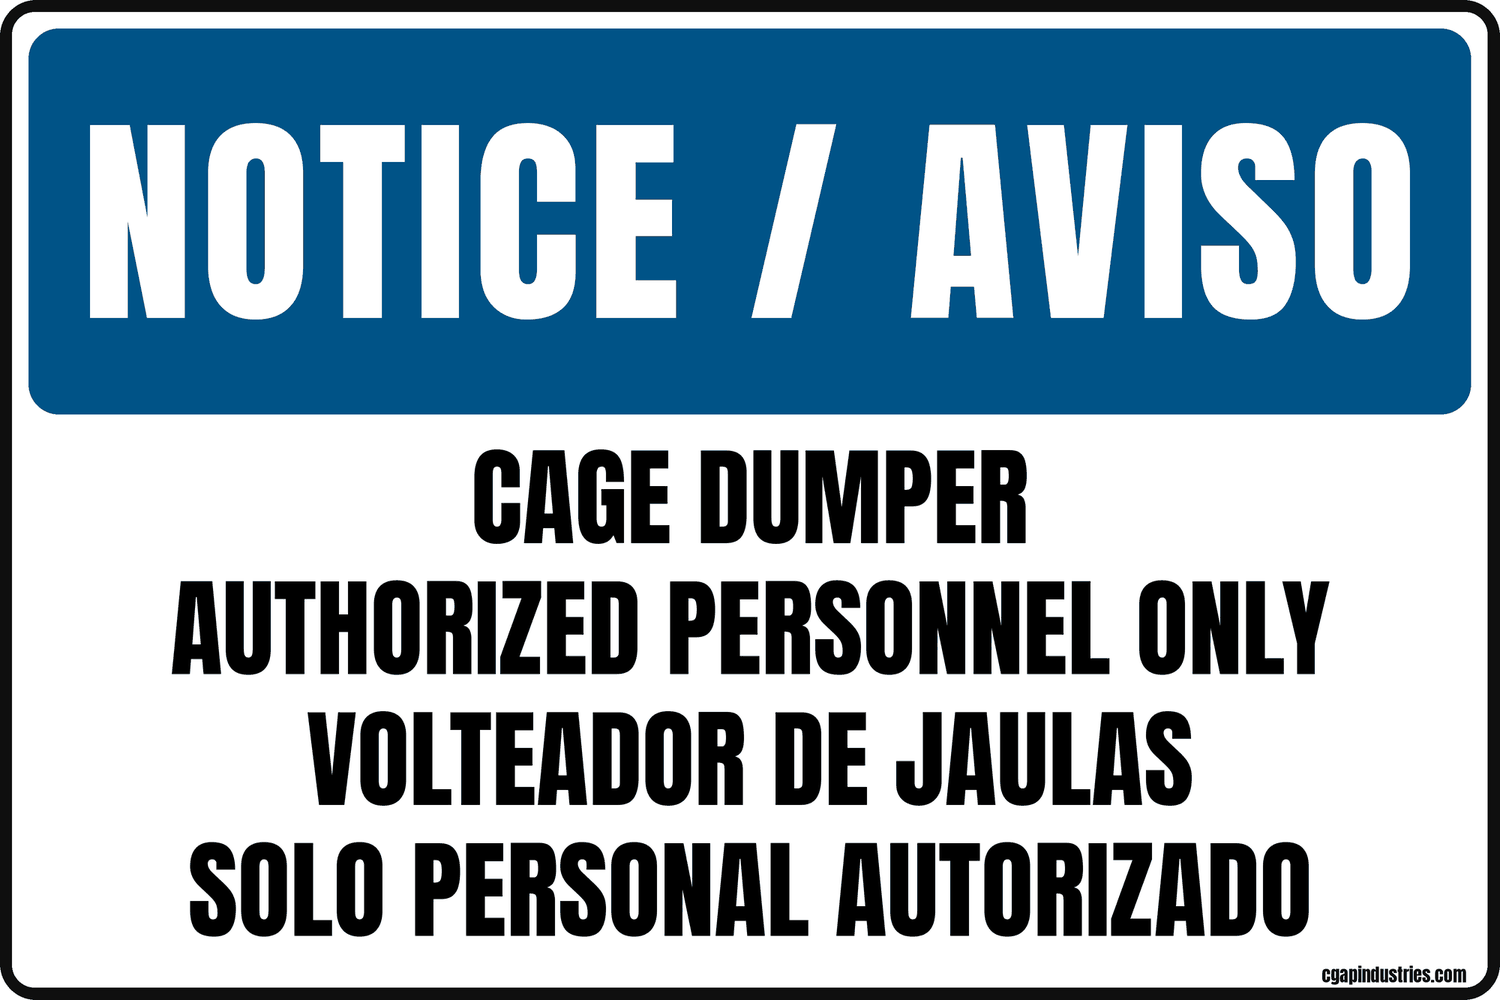 NOTICE / AVISO
CAGE DUMPER
AUTHORIZED PERSONNEL ONLY
VOLTEADOR DE JAULAS
SOLO PERSONAL AUTORIZADO
cgapindustries.com